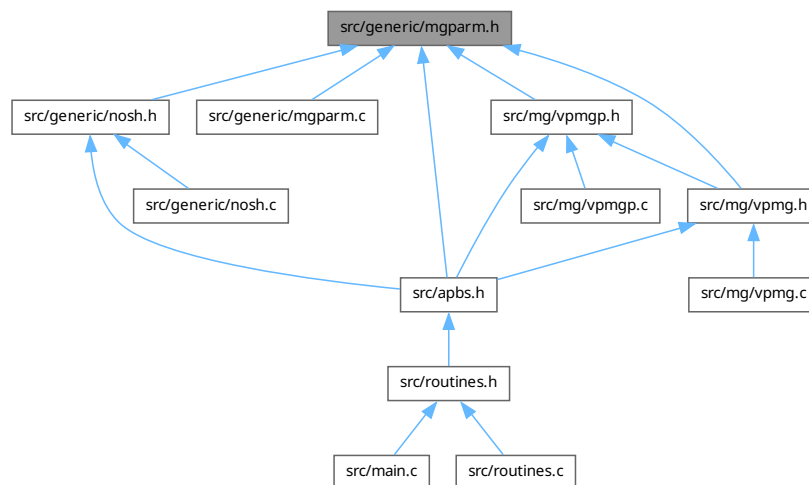 src/generic/mgparm.h
src/generic/nosh.h
src/generic/mgparm.c
src/mg/vpmgp.h
src/generic/nosh.c
src/mg/vpmgp.c
src/mg/vpmg.h
src/apbs.h
src/mg/vpmg.c
src/routines.h
src/main.c
src/routines.c